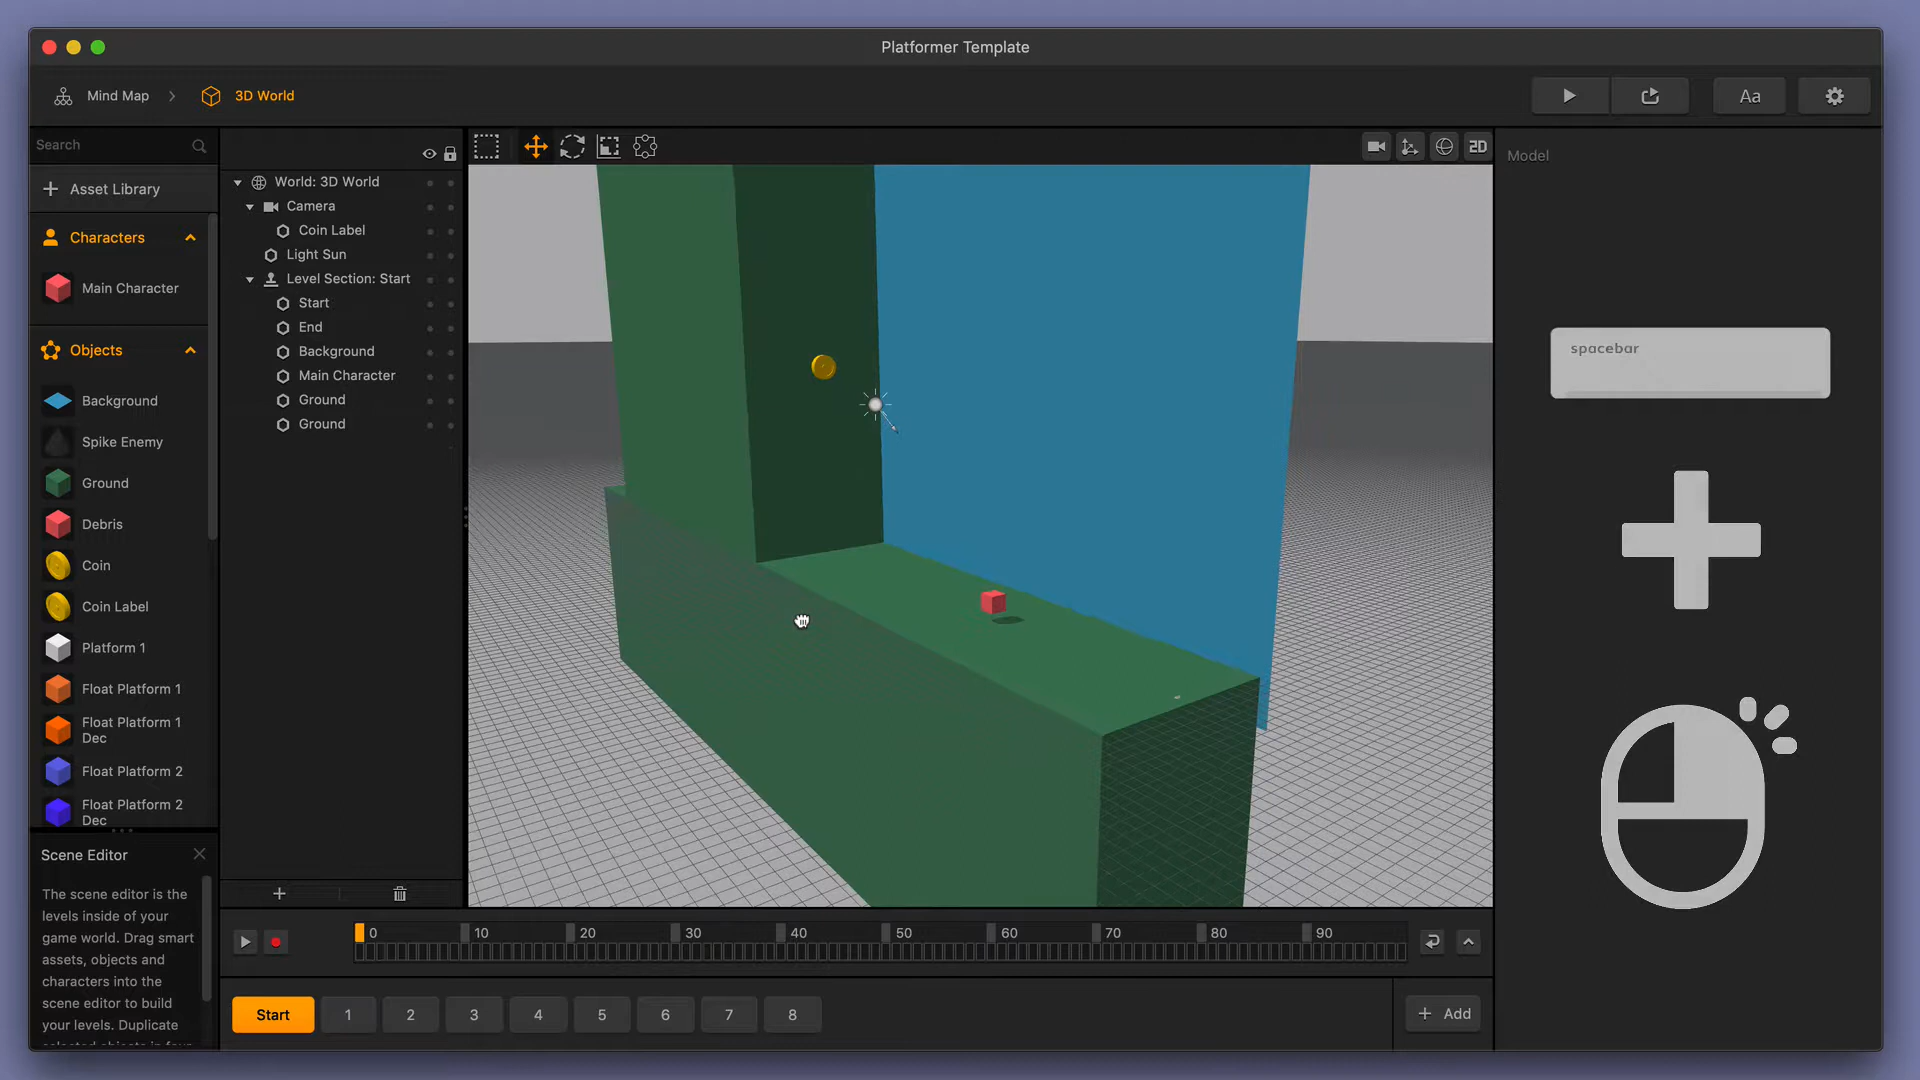 Platformer Template
Mind Map
3D World
Aa
Search
Asset Library
Characters
Main Character
Objects
Background
Spike Enemy
Ground
Debris
Coin
Coin Label
Platform 1
Float Platform 1
Float Platform 1
Dec
Float Platform 2
Float Platform 2
Dec
World: 3D World
Camera
Coin Label
Light Sun
Level Section: Start
Start
End
Background
Main Character
Ground
Ground
2D
Model
spacebar
Scene Editor
The scene editor is the
levels inside of your
game world. Drag smart
assets, objects and
characters into the
scene editor to build
your levels. Duplicate
0 10 20 30 40 50 60 70 80 90
Start 1 2 3 4 5 6 7 8
Add